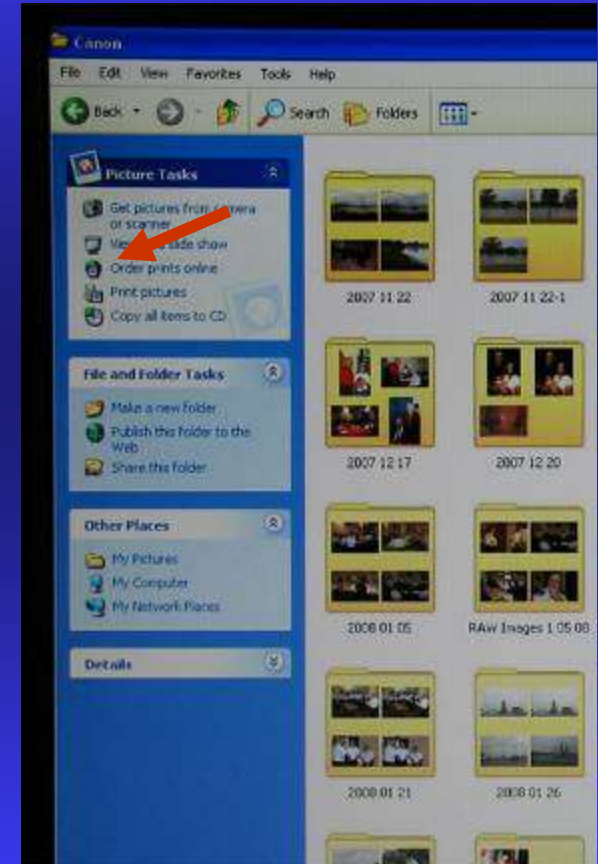 Canon
File Edit View Favorites Tools Help
Back Search Folders
Picture Tasks
Get pictures from camera
or scanner
slide show
Order prints online
Print pictures
Copy all items to CD
File and Folder Tasks
Make a new folder
Publish this folder to the
Web
Share this folder
Other Places
My Pictures
My Computer
My Network Places
Details
2007 11 22
2007 11 22-1
2007 12 17
2007 12 20
2008 01 05
RAw Images 1 05 08
2008 01 21
2008 01 26